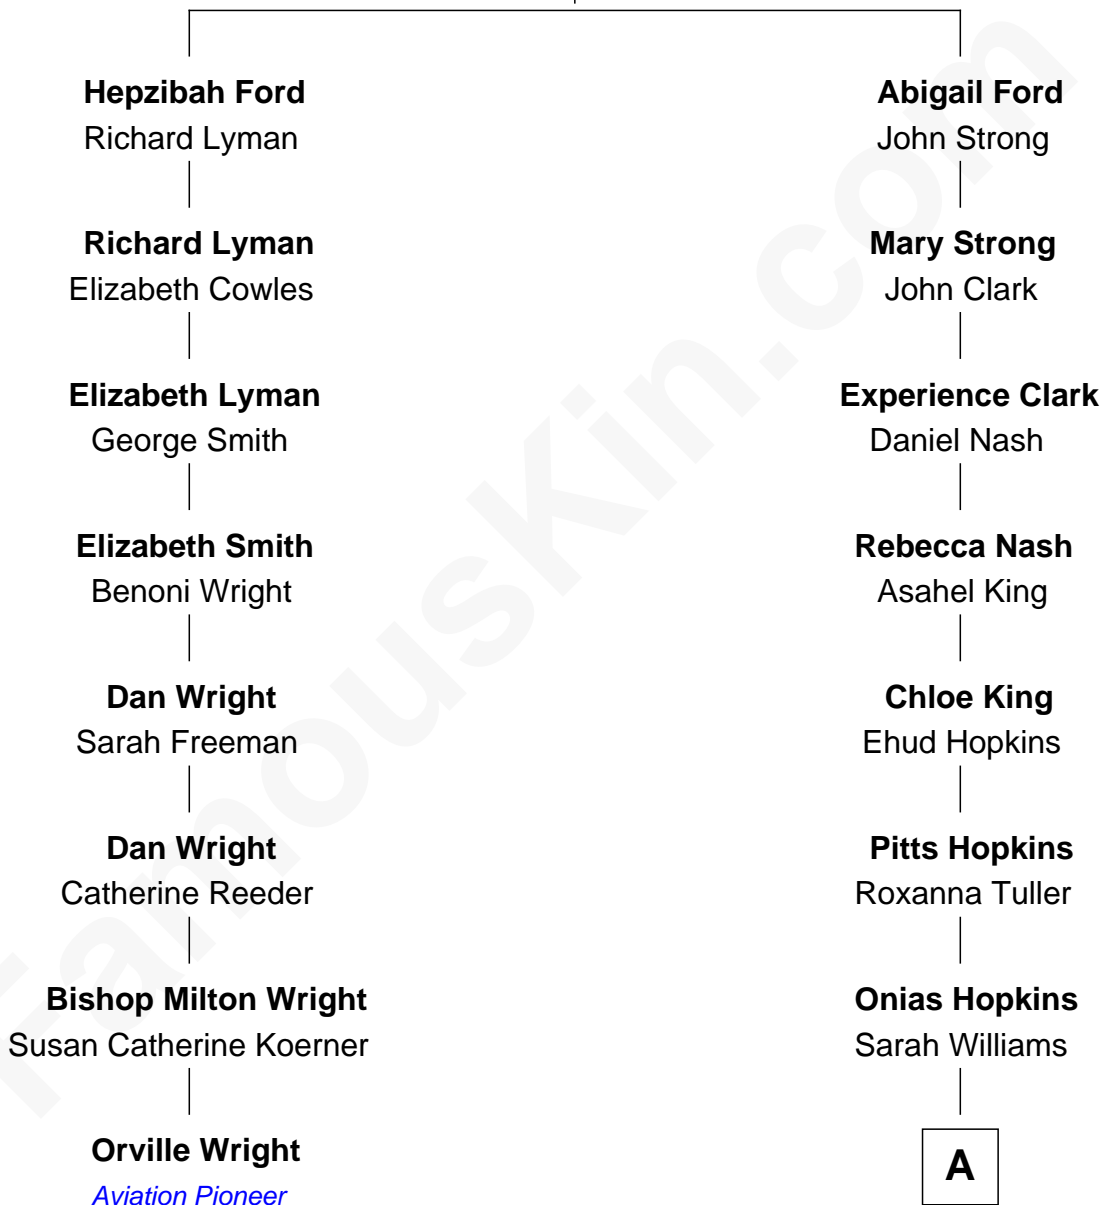 Hepzibah Ford
Richard Lyman
Abigail Ford
John Strong
Richard Lyman
Elizabeth Cowles
Mary Strong
John Clark
Elizabeth Lyman
George Smith
Experience Clark
Daniel Nash
Elizabeth Smith
Benoni Wright
Rebecca Nash
Asahel King
Dan Wright
Sarah Freeman
Chloe King
Ehud Hopkins
Dan Wright
Catherine Reeder
Pitts Hopkins
Roxanna Tuller
Bishop Milton Wright
Susan Catherine Koerner
Onias Hopkins
Sarah Williams
Orville Wright
Aviation Pioneer
A
FamousKin.com